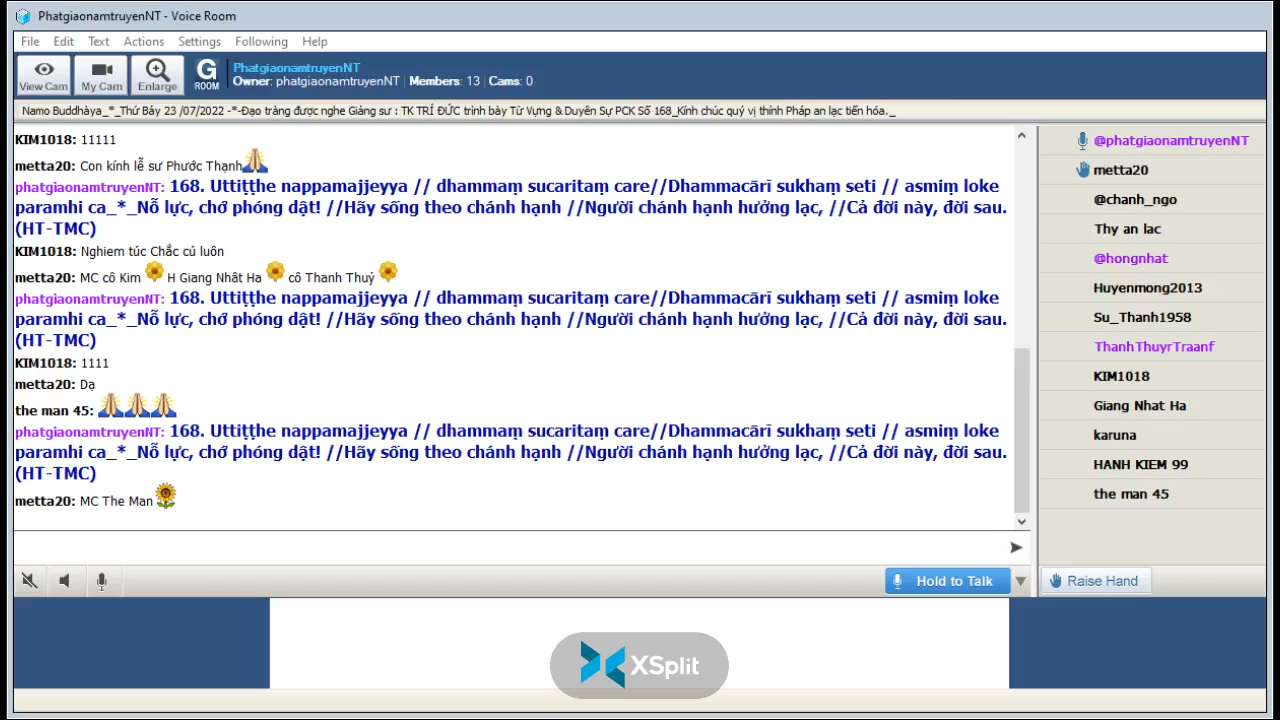 PhatgiaonamtruyenNT - Voice Room
File Edit Text Actions Settings Following Help
View Cam My Cam Enlarge G ROOM
PhatgiaonamtruyenNT
Owner: phatgiaonamtruyenNT | Members: 13 | Cams: 0
Namo Buddhàya_*_Thứ Bảy 23 /07/2022 -*-Đạo tràng được nghe Giảng sư : TK TRÍ ĐỨC trình bày Từ Vựng & Duyên Sự PCK Số 168_Kính chúc quý vị thính Pháp an lạc tiến hóa._
KIM1018: 11111
metta20: Con kính lễ sư Phước Thạnh
phatgiaonamtruyenNT: 168. Uttiṭṭhe nappamajjeyya // dhammaṃ sucaritaṃ care//Dhammacārī sukhaṃ seti // asmiṃ loke
paramhi ca_*_Nỗ lực, chớ phóng dật! //Hãy sống theo chánh hạnh //Người chánh hạnh hưởng lạc, //Cả đời này, đời sau.
(HT-TMC)
KIM1018: Nghiem túc Chắc cú luôn
metta20: MC cô Kim H Giang Nhât Ha cô Thanh Thuỷ
phatgiaonamtruyenNT: 168. Uttiṭṭhe nappamajjeyya // dhammaṃ sucaritaṃ care//Dhammacārī sukhaṃ seti // asmiṃ loke
paramhi ca_*_Nỗ lực, chớ phóng dật! //Hãy sống theo chánh hạnh //Người chánh hạnh hưởng lạc, //Cả đời này, đời sau.
(HT-TMC)
KIM1018: 1111
metta20: Dạ
the man 45:
phatgiaonamtruyenNT: 168. Uttiṭṭhe nappamajjeyya // dhammaṃ sucaritaṃ care//Dhammacārī sukhaṃ seti // asmiṃ loke
paramhi ca_*_Nỗ lực, chớ phóng dật! //Hãy sống theo chánh hạnh //Người chánh hạnh hưởng lạc, //Cả đời này, đời sau.
(HT-TMC)
metta20: MC The Man
@phatgiaonamtruyenNT
metta20
@chanh_ngo
Thy an lac
@hongnhat
Huyenmong2013
Su_Thanh1958
ThanhThuyrTraanf
KIM1018
Giang Nhat Ha
karuna
HANH KIEM 99
the man 45
Hold to Talk
Raise Hand
XSplit